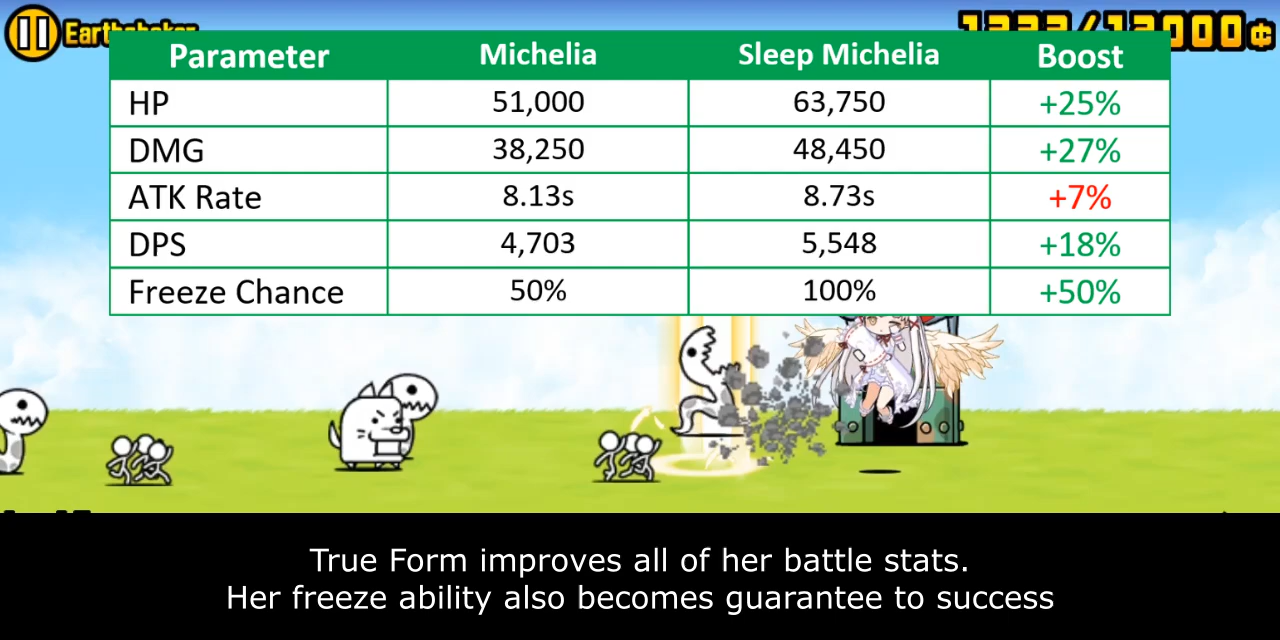 Parameter Michelia Sleep Michelia Boost
HP 51,000 63,750 +25%
DMG 38,250 48,450 +27%
ATK Rate 8.13s 8.73s +7%
DPS 4,703 5,548 +18%
Freeze Chance 50% 100% +50%
True Form improves all of her battle stats.
Her freeze ability also becomes guarantee to success